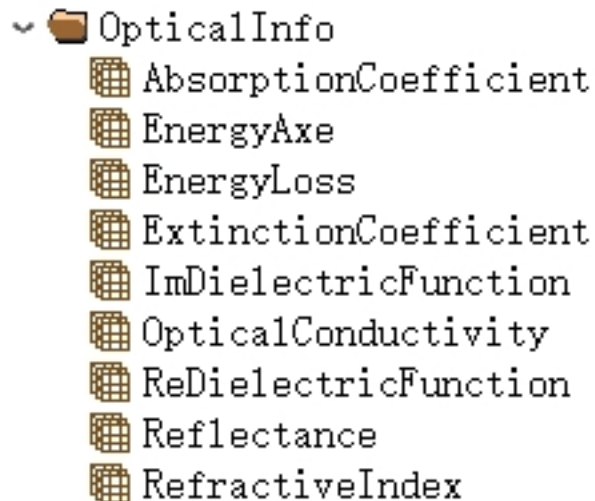 OpticalInfo
AbsorptionCoefficient
EnergyAxe
EnergyLoss
ExtinctionCoefficient
ImDielectricFunction
OpticalConductivity
ReDielectricFunction
Reflectance
RefractiveIndex